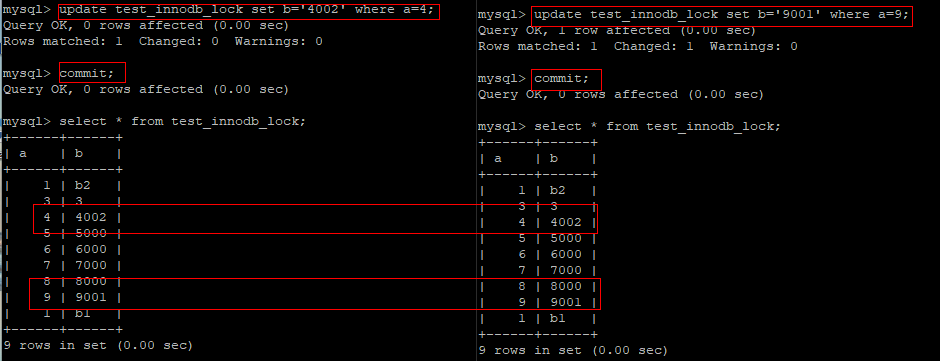 mysql> update test_innodb_lock set b='4002' where a=4;
Query OK, 0 rows affected (0.00 sec)
Rows matched: 1  Changed: 0  Warnings: 0
mysql> commit;
Query OK, 0 rows affected (0.00 sec)
mysql> select * from test_innodb_lock;
+------+------+
| a    | b    |
+------+------+
|    1 | b2   |
|    3 | 3    |
|    4 | 4002 |
|    5 | 5000 |
|    6 | 6000 |
|    7 | 7000 |
|    8 | 8000 |
|    9 | 9001 |
|    1 | b1   |
+------+------+
9 rows in set (0.00 sec)
mysql> update test_innodb_lock set b='9001' where a=9;
Query OK, 1 row affected (0.00 sec)
Rows matched: 1  Changed: 1  Warnings: 0
mysql> commit;
Query OK, 0 rows affected (0.00 sec)
mysql> select * from test_innodb_lock;
+------+------+
| a    | b    |
+------+------+
|    1 | b2   |
|    3 | 3    |
|    4 | 4002 |
|    5 | 5000 |
|    6 | 6000 |
|    7 | 7000 |
|    8 | 8000 |
|    9 | 9001 |
|    1 | b1   |
+------+------+
9 rows in set (0.00 sec)